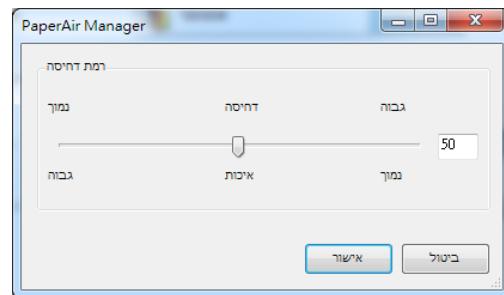 PaperAir Manager
רמת דחיסה
נמוך דחיסה גבוה
50
גבוה איכות נמוך
אישור ביטול